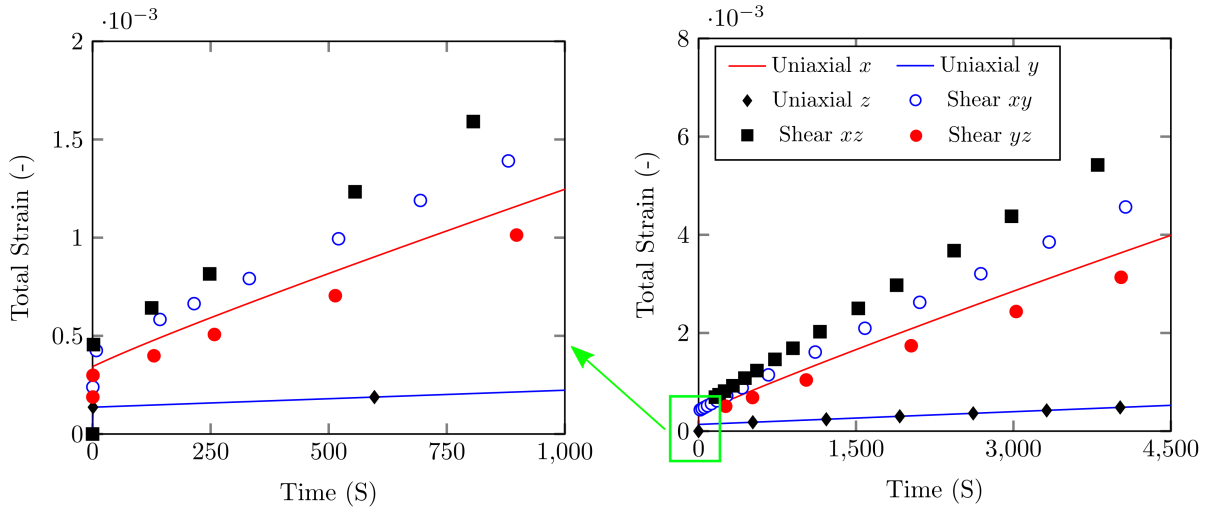 ·10⁻³
2
1.5
1
0.5
0
0 250 500 750 1,000
Total Strain (-)
Time (S)
·10⁻³
8
6
4
2
0
0 1,500 3,000 4,500
Total Strain (-)
Time (S)
Uniaxial x Uniaxial y
Uniaxial z Shear xy
Shear xz Shear yz